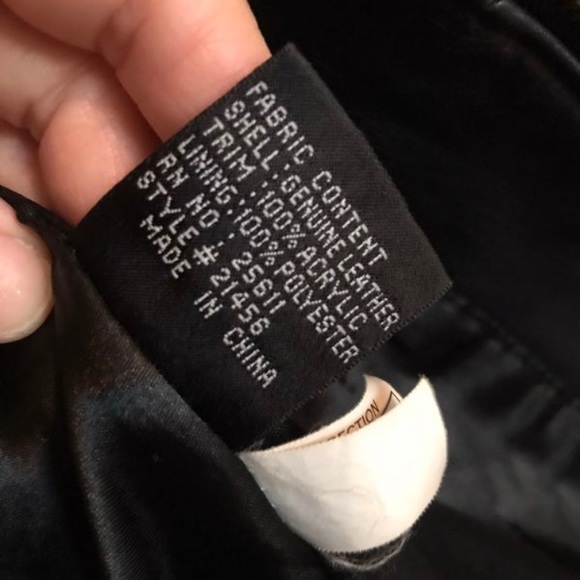 FABRIC CONTENT
SHELL:GENUINE LEATHER
TRIM:100% ACRYLIC
LINING:100% POLYESTER
RN NO.: 25611
STYLE# 21456
MADE IN CHINA